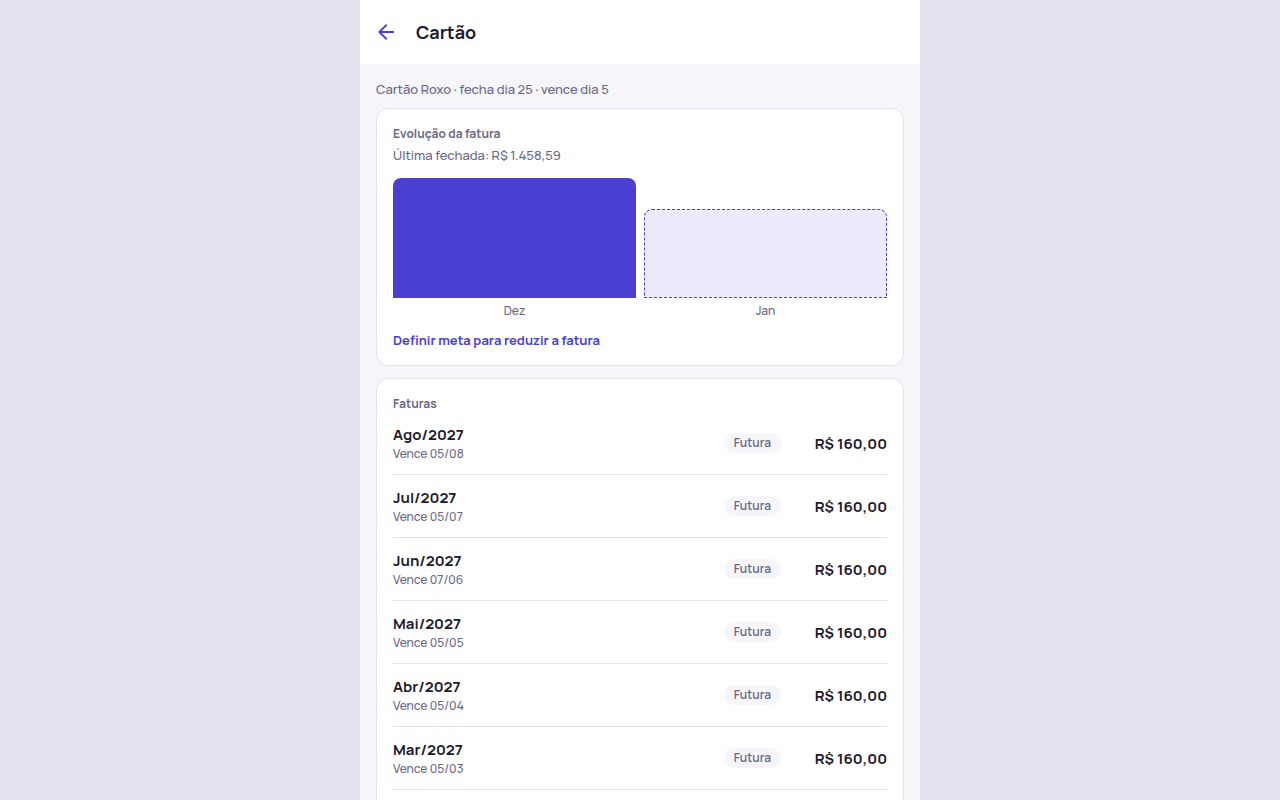 Cartão
Cartão Roxo · fecha dia 25 · vence dia 5
Evolução da fatura
Última fechada: R$ 1.458,59
Dez
Jan
Definir meta para reduzir a fatura
Faturas
Ago/2027
Vence 05/08
Futura
R$ 160,00
Jul/2027
Vence 05/07
Futura
R$ 160,00
Jun/2027
Vence 07/06
Futura
R$ 160,00
Mai/2027
Vence 05/05
Futura
R$ 160,00
Abr/2027
Vence 05/04
Futura
R$ 160,00
Mar/2027
Vence 05/03
Futura
R$ 160,00